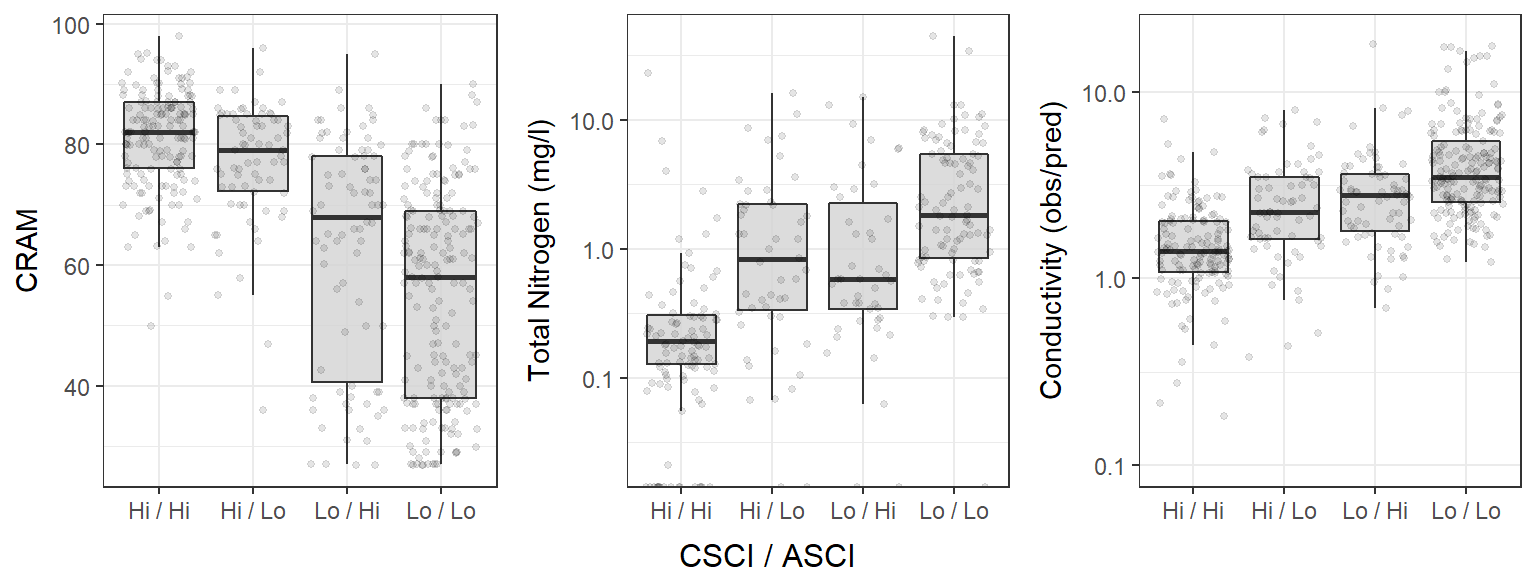 CRAM
100
80
60
40
Hi / Hi
Hi / Lo
Lo / Hi
Lo / Lo
Total Nitrogen (mg/l)
10.0
1.0
0.1
Hi / Hi
Hi / Lo
Lo / Hi
Lo / Lo
Conductivity (obs/pred)
10.0
1.0
0.1
Hi / Hi
Hi / Lo
Lo / Hi
Lo / Lo
CSCI / ASCI